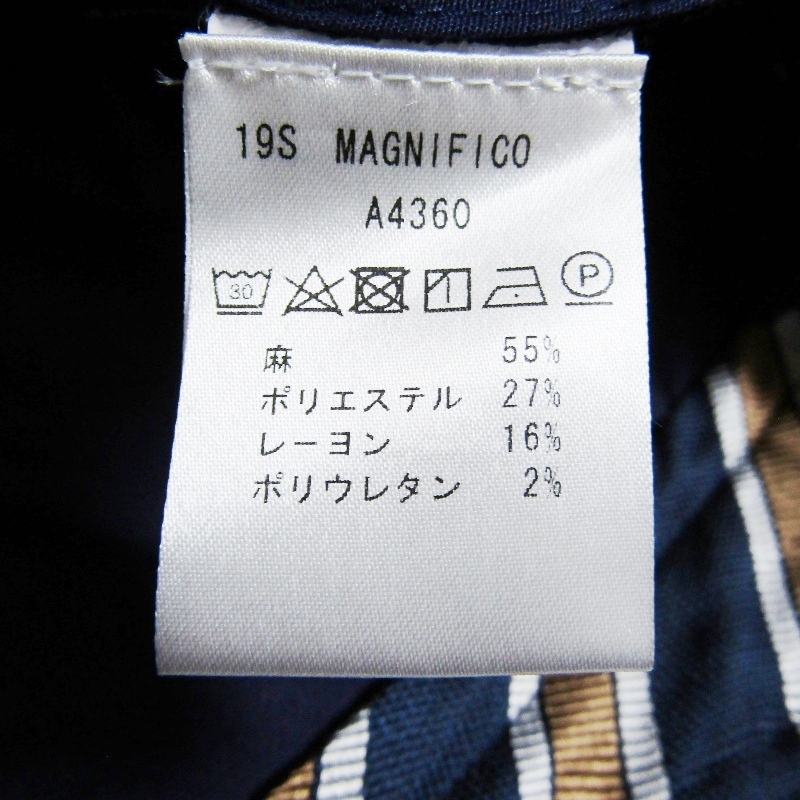 19S MAGNIFICO
A4360
30 P
麻 55%
ポリエステル 27%
レーヨン 16%
ポリウレタン 2%